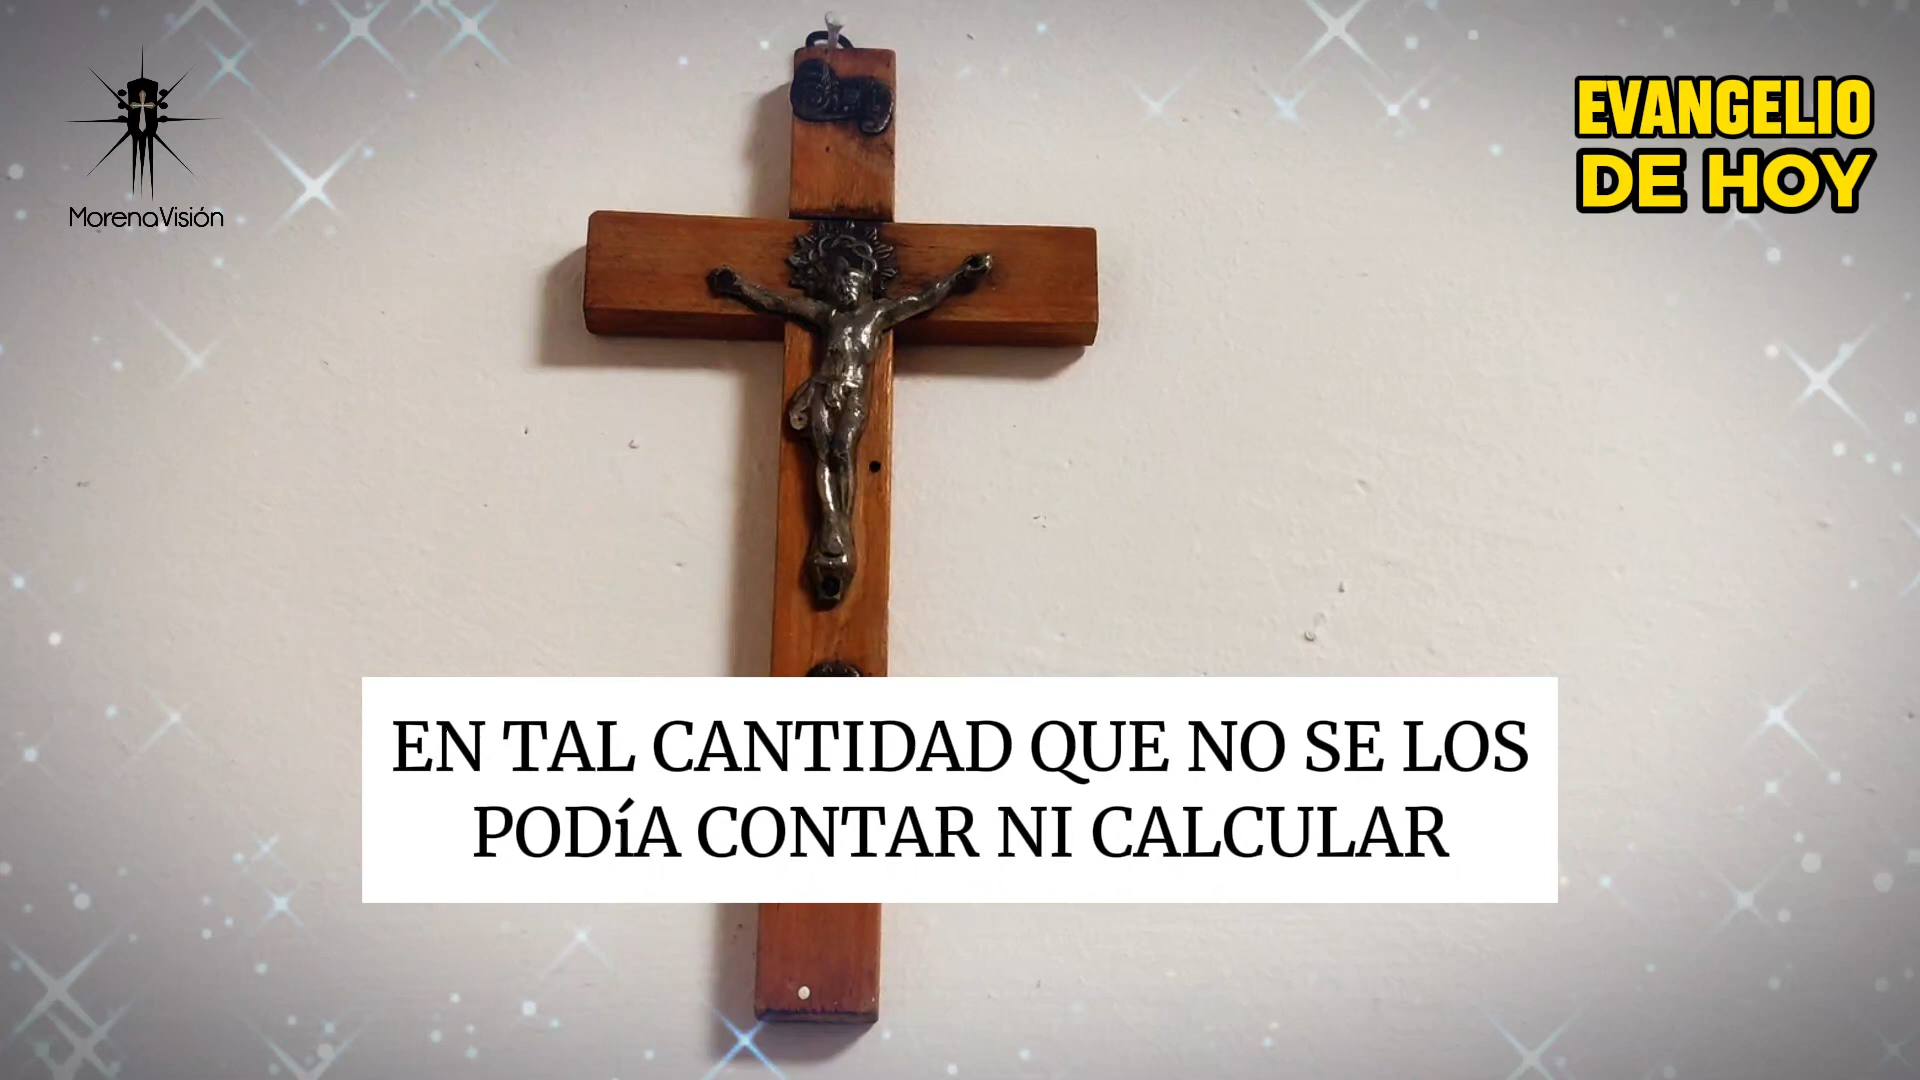 MorenaVisión
EVANGELIO
DE HOY
EN TAL CANTIDAD QUE NO SE LOS
PODíA CONTAR NI CALCULAR